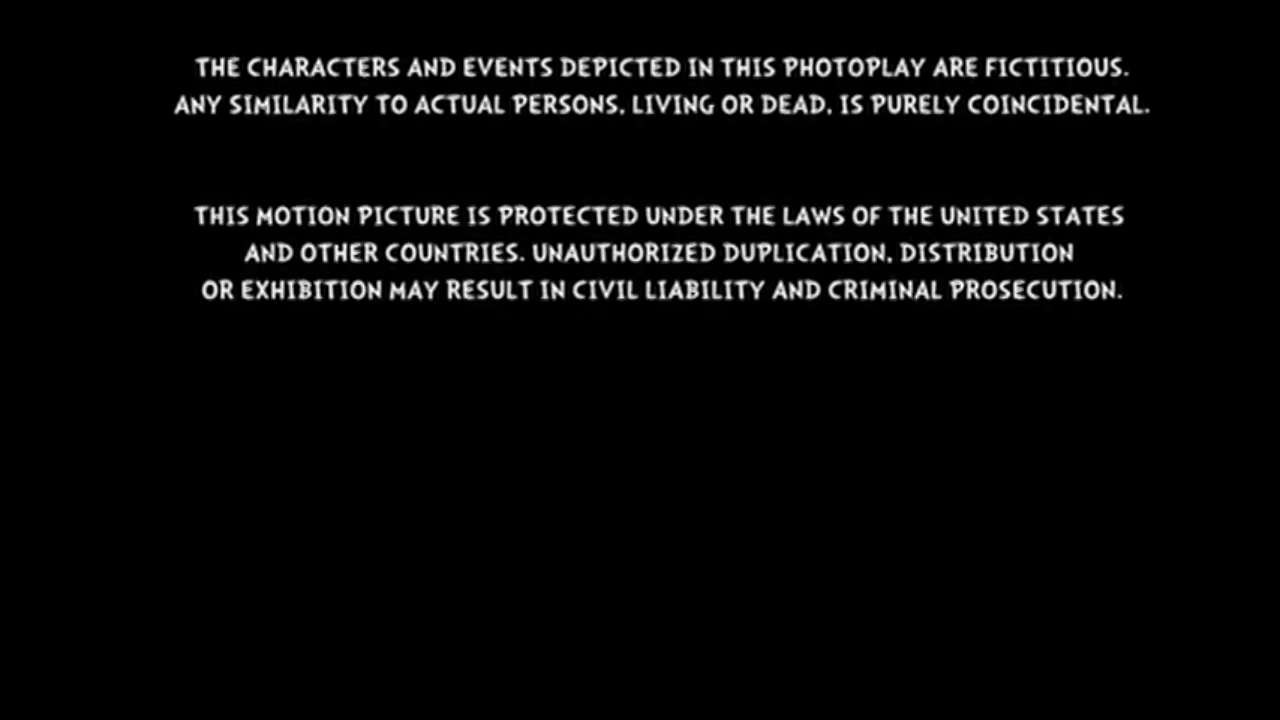 THE CHARACTERS AND EVENTS DEPICTED IN THIS PHOTOPLAY ARE FICTITIOUS.
ANY SIMILARITY TO ACTUAL PERSONS, LIVING OR DEAD, IS PURELY COINCIDENTAL.
THIS MOTION PICTURE IS PROTECTED UNDER THE LAWS OF THE UNITED STATES
AND OTHER COUNTRIES. UNAUTHORIZED DUPLICATION, DISTRIBUTION
OR EXHIBITION MAY RESULT IN CIVIL LIABILITY AND CRIMINAL PROSECUTION.